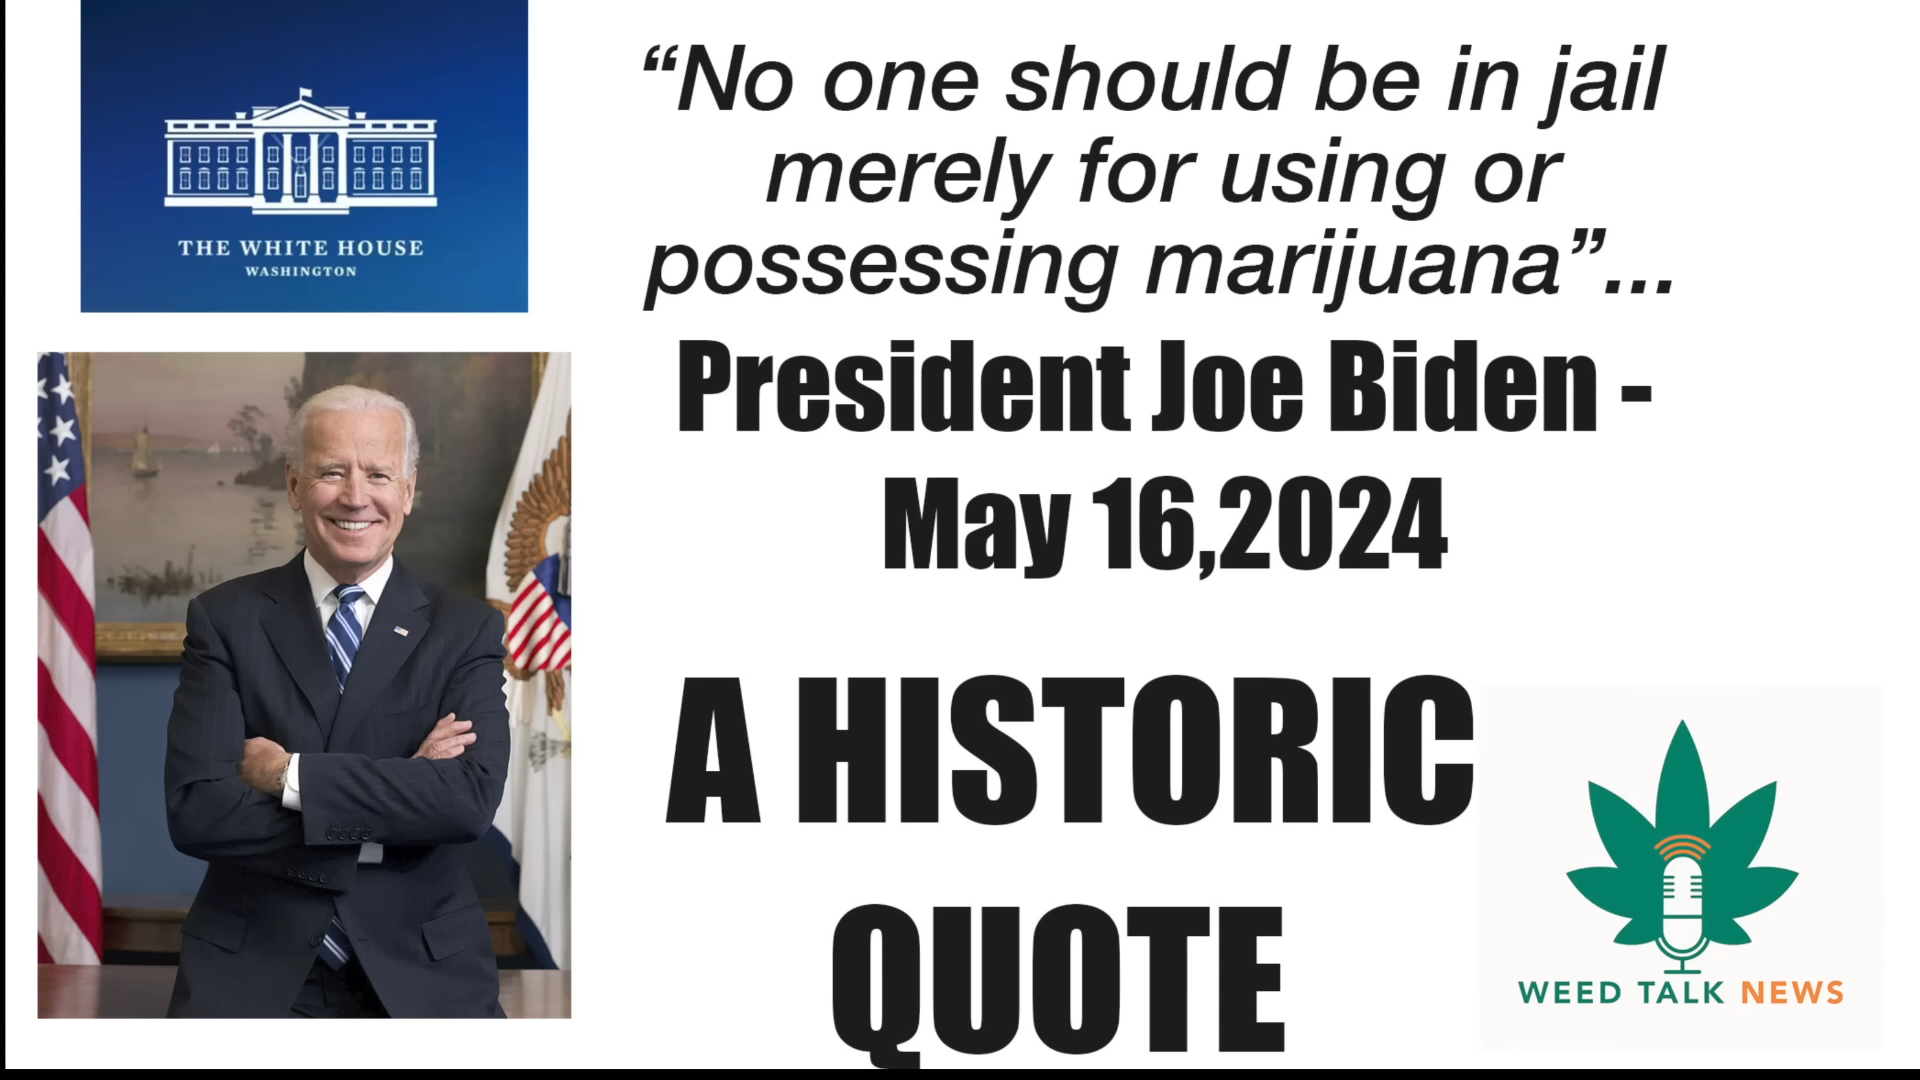 THE WHITE HOUSE
WASHINGTON
“No one should be in jail
merely for using or
possessing marijuana”...
President Joe Biden -
May 16,2024
A HISTORIC
QUOTE
WEED TALK NEWS